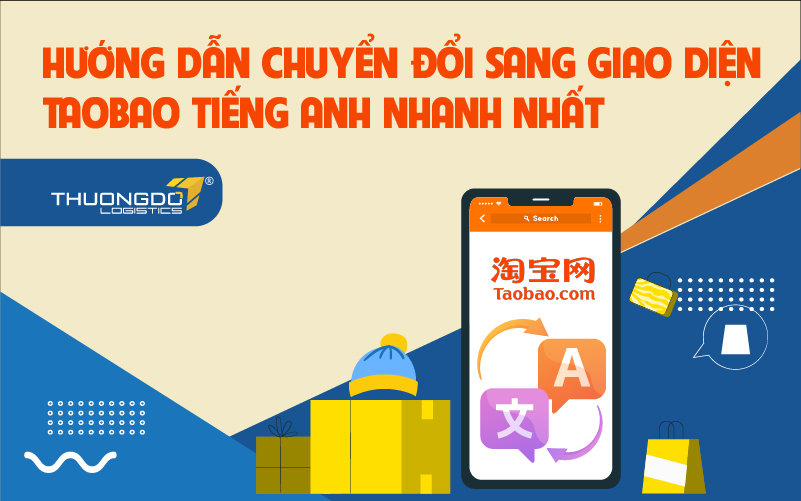 HƯỚNG DẪN CHUYỂN ĐỔI SANG GIAO DIỆN
TAOBAO TIẾNG ANH NHANH NHẤT
THUONGDO
LOGISTICS
®
Search
淘宝网
Taobao.com
A
文